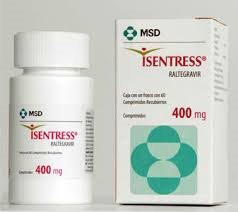 MSD
ISENTRESS®
RALTEGRAVIR
Comprimidos
400 mg
MSD
ISENTRESS®
RALTEGRAVIR
Caja con un frasco con 60
Comprimidos Recubiertos
Comprimidos
400 mg